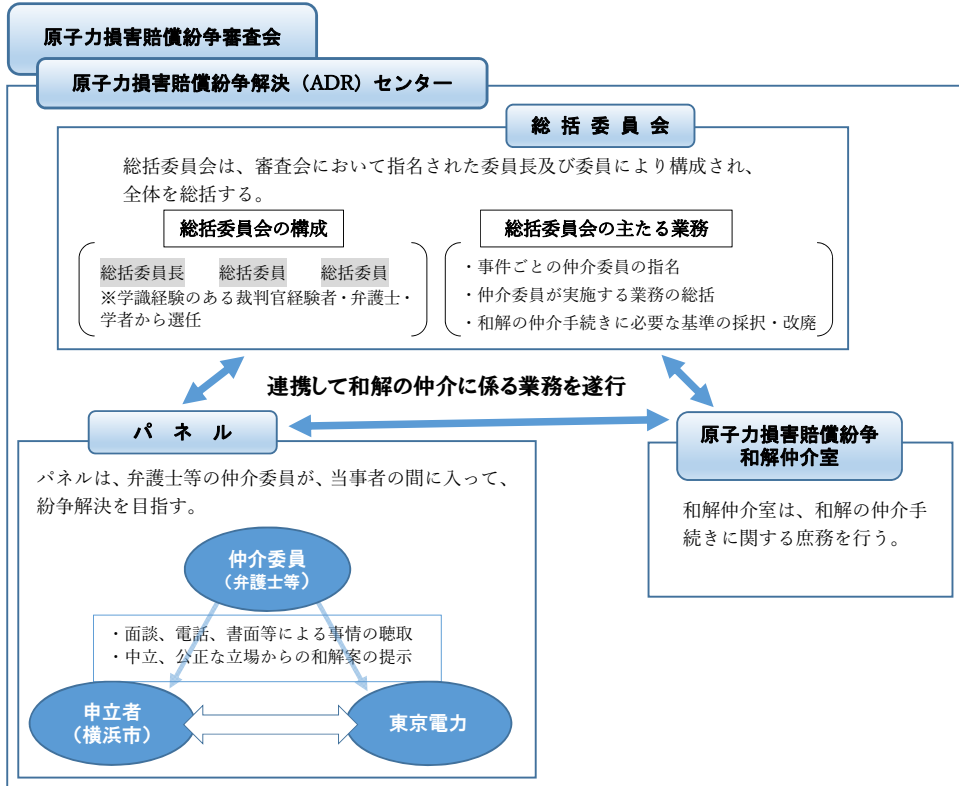 原子力損害賠償紛争審査会
原子力損害賠償紛争解決（ADR）センター
総括委員会
総括委員会は、審査会において指名された委員長及び委員により構成され、
全体を総括する。
総括委員会の構成
総括委員長　総括委員　総括委員
※学識経験のある裁判官経験者・弁護士・
学者から選任
総括委員会の主たる業務
・事件ごとの仲介委員の指名
・仲介委員が実施する業務の総括
・和解の仲介手続きに必要な基準の採択・改廃
連携して和解の仲介に係る業務を遂行
パネル
パネルは、弁護士等の仲介委員が、当事者の間に入って、
紛争解決を目指す。
仲介委員
（弁護士等）
・面談、電話、書面等による事情の聴取
・中立、公正な立場からの和解案の提示
申立者
（横浜市）
東京電力
原子力損害賠償紛争
和解仲介室
和解仲介室は、和解の仲介手
続きに関する庶務を行う。